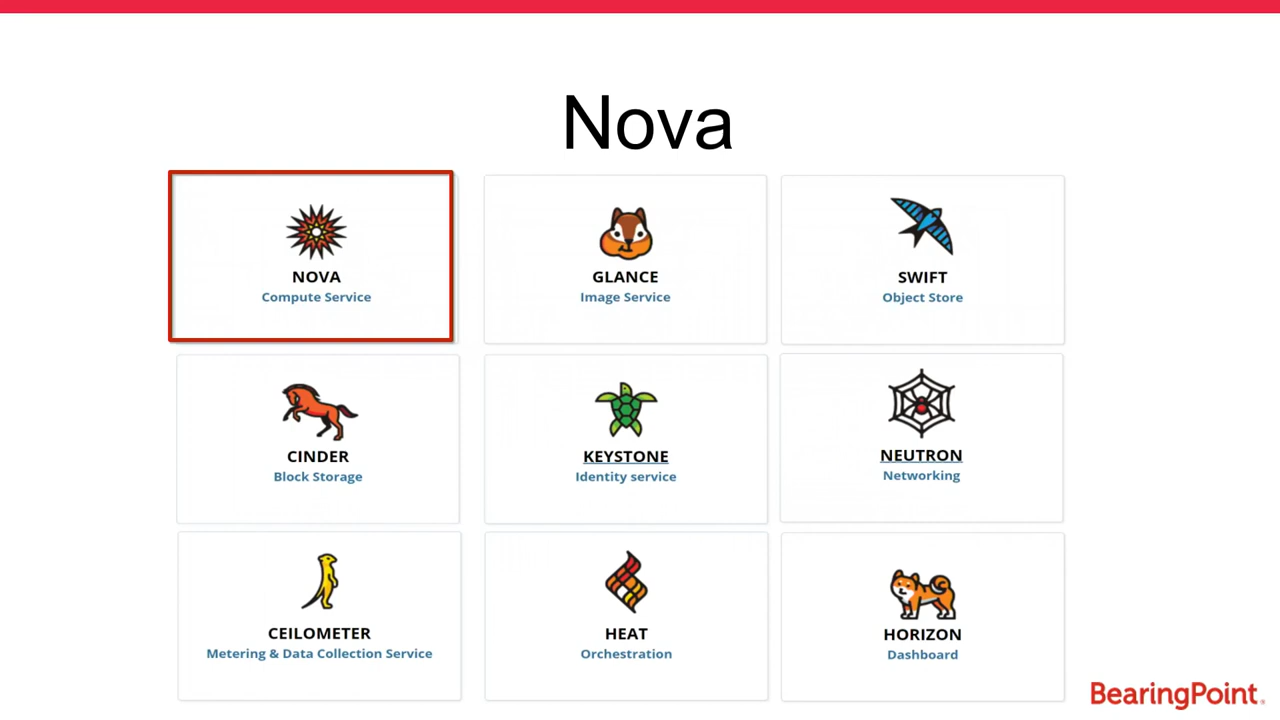 Nova
NOVA
Compute Service
GLANCE
Image Service
SWIFT
Object Store
CINDER
Block Storage
KEYSTONE
Identity service
NEUTRON
Networking
CEILOMETER
Metering & Data Collection Service
HEAT
Orchestration
HORIZON
Dashboard
BearingPoint®